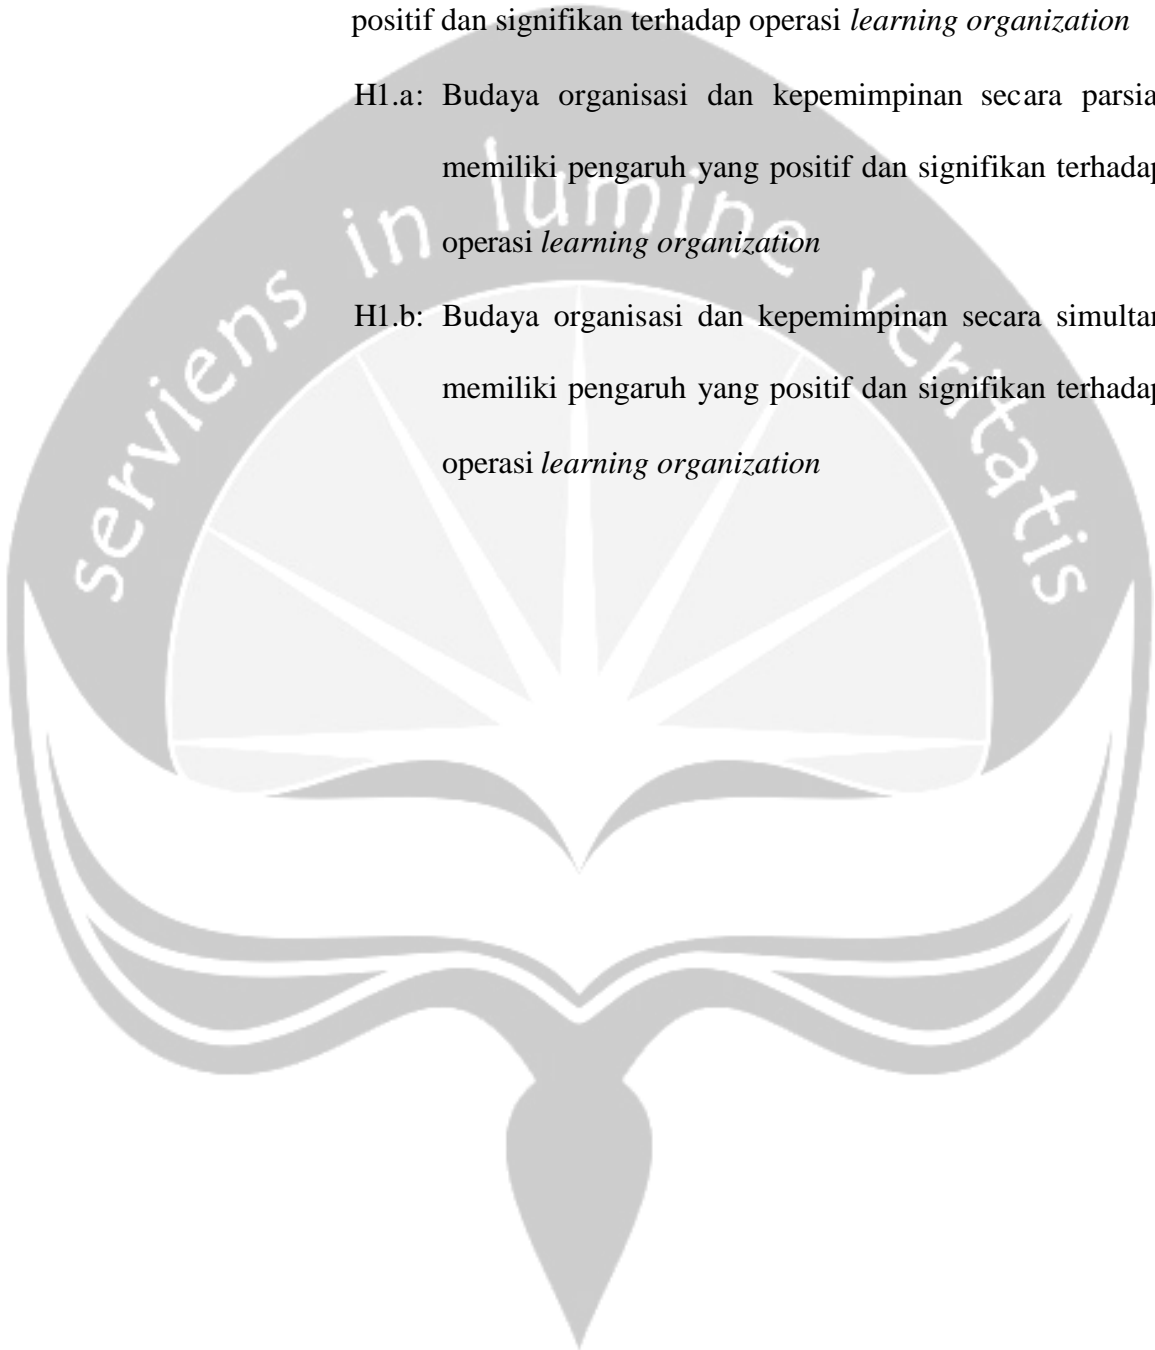 positif dan signifikan terhadap operasi learning organization
H1.a: Budaya organisasi dan kepemimpinan secara parsia
memiliki pengaruh yang positif dan signifikan terhadap
operasi learning organization
H1.b: Budaya organisasi dan kepemimpinan secara simultan
memiliki pengaruh yang positif dan signifikan terhadap
operasi learning organization
serviens in lumine veritatis